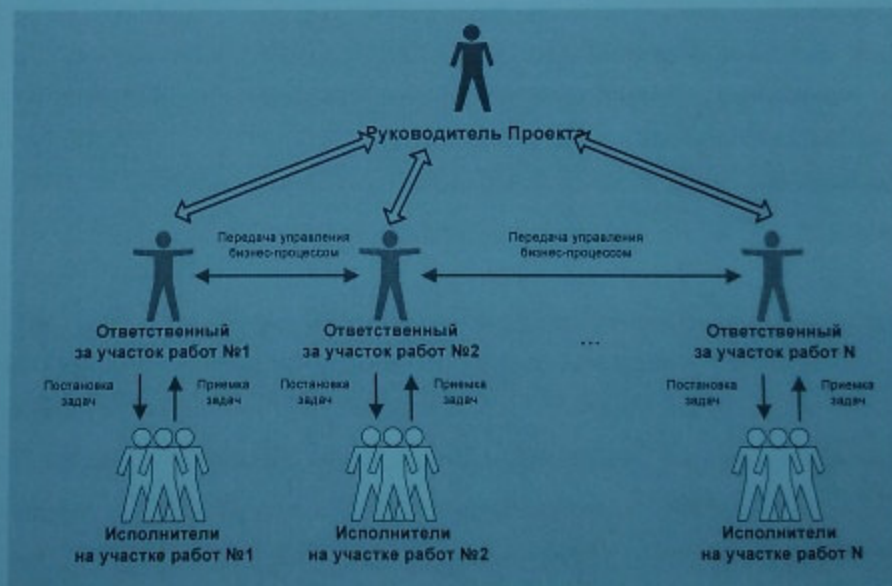 Руководитель Проекта
Передача управления
бизнес-процессом
Передача управления
бизнес-процессом
Ответственный
за участок работ №1
Ответственный
за участок работ №2
...
Ответственный
за участок работ N
Постановка
задач
Приемка
задач
Постановка
задач
Приемка
задач
Постановка
задач
Приемка
задач
Исполнители
на участке работ №1
Исполнители
на участке работ №2
Исполнители
на участке работ N